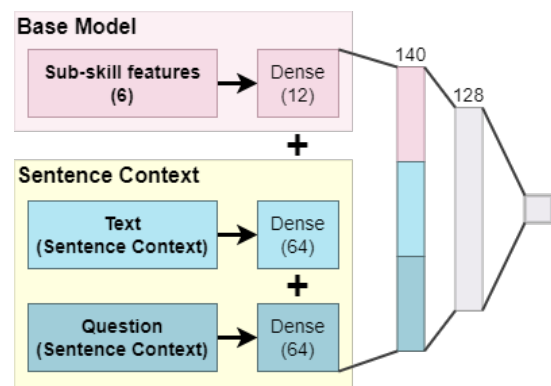 Base Model
Sub-skill features
(6)
Dense
(12)
140
128
+
Sentence Context
Text
(Sentence Context)
Dense
(64)
+
Question
(Sentence Context)
Dense
(64)